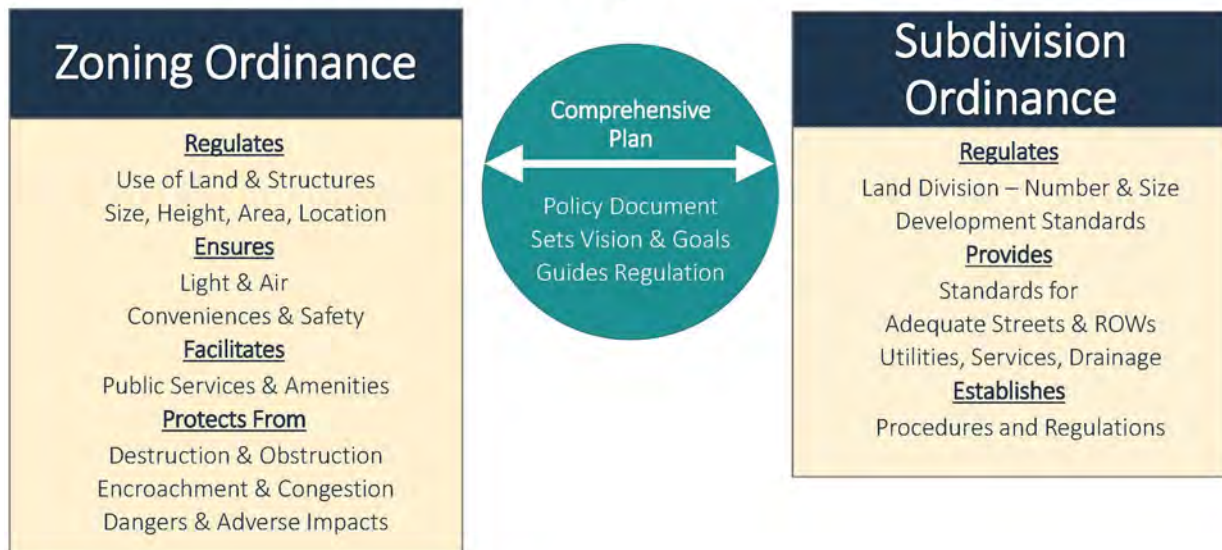 Zoning Ordinance
Regulates
Use of Land & Structures
Size, Height, Area, Location
Ensures
Light & Air
Conveniences & Safety
Facilitates
Public Services & Amenities
Protects From
Destruction & Obstruction
Encroachment & Congestion
Dangers & Adverse Impacts
Comprehensive
Plan
Policy Document
Sets Vision & Goals
Guides Regulation
Subdivision
Ordinance
Regulates
Land Division – Number & Size
Development Standards
Provides
Standards for
Adequate Streets & ROWs
Utilities, Services, Drainage
Establishes
Procedures and Regulations